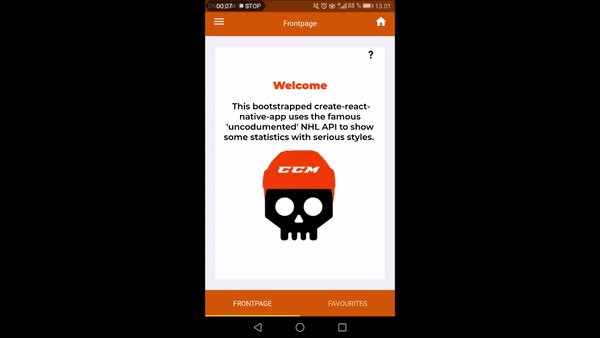 00:07 STOP 88 % 13.01
Frontpage
?
Welcome
This bootstrapped create-react-
native-app uses the famous
'uncodumented' NHL API to show
some statistics with serious styles.
CCM
FRONTPAGE FAVOURITES